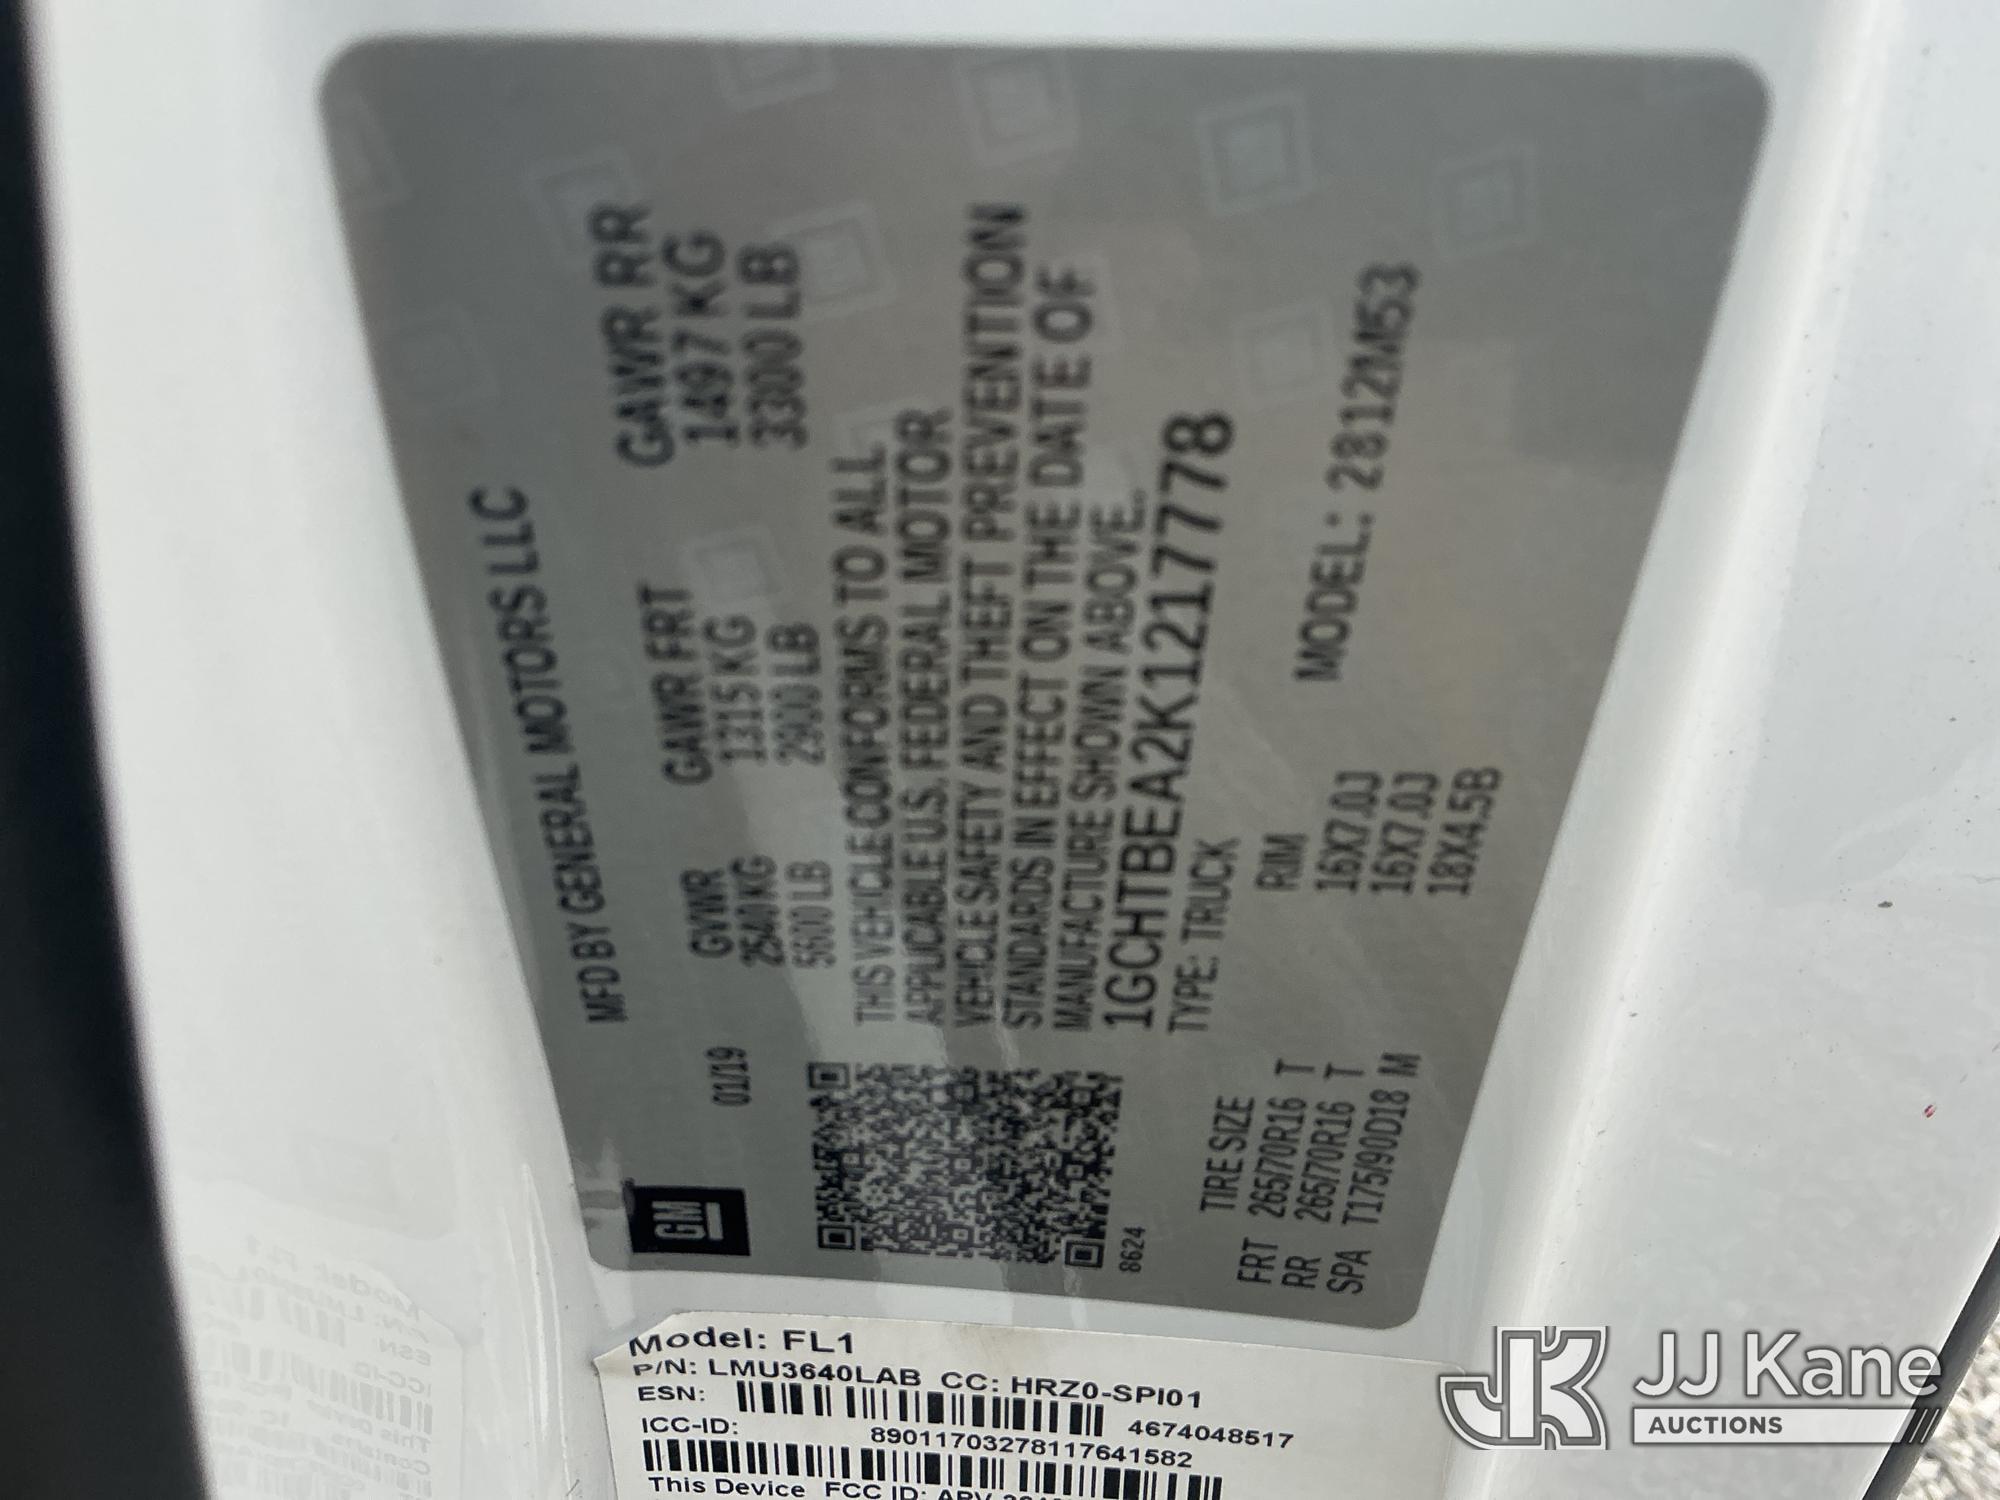 MFD BY GENERAL MOTORS LLC
01/19 GVWR GAWR FRT GAWR RR
2540 KG 1315 KG 1497 KG
5600 LB 2900 LB 3300 LB
THIS VEHICLE CONFORMS TO ALL
APPLICABLE U.S. FEDERAL MOTOR
VEHICLE SAFETY AND THEFT PREVENTION
STANDARDS IN EFFECT ON THE DATE OF
MANUFACTURE SHOWN ABOVE.
1GCHTBEA2K1217778
TYPE: TRUCK
GM
8624
MODEL: 2812M53
TIRE SIZE RIM
FRT 265/70R16 T 16X7.0J
RR 265/70R16 T 16X7.0J
SPA T175/90D18 M 18X4.5B
Model: FL1
P/N: LMU3640LAB CC: HRZ0-SPI01
ESN:
4674048517
ICC-ID:
89011703278117641582
This Device FCC ID:
JJ Kane
AUCTIONS